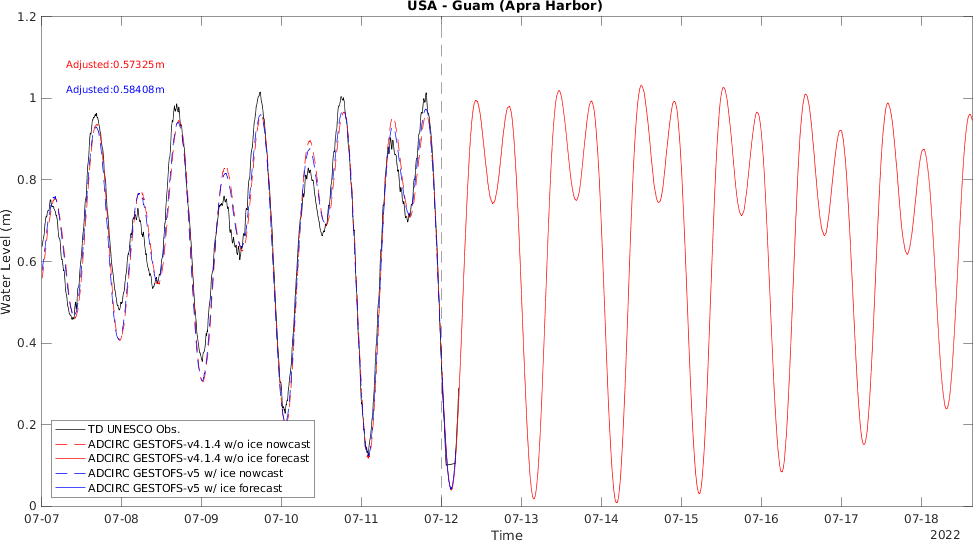 USA - Guam (Apra Harbor)
1.2
1
0.8
0.6
0.4
0.2
0
Water Level (m)
Adjusted:0.57325m
Adjusted:0.58408m
TD UNESCO Obs.
ADCIRC GESTOFS-v4.1.4 w/o ice nowcast
ADCIRC GESTOFS-v4.1.4 w/o ice forecast
ADCIRC GESTOFS-v5 w/ ice nowcast
ADCIRC GESTOFS-v5 w/ ice forecast
07-07 07-08 07-09 07-10 07-11 07-12 07-13 07-14 07-15 07-16 07-17 07-18
Time
2022